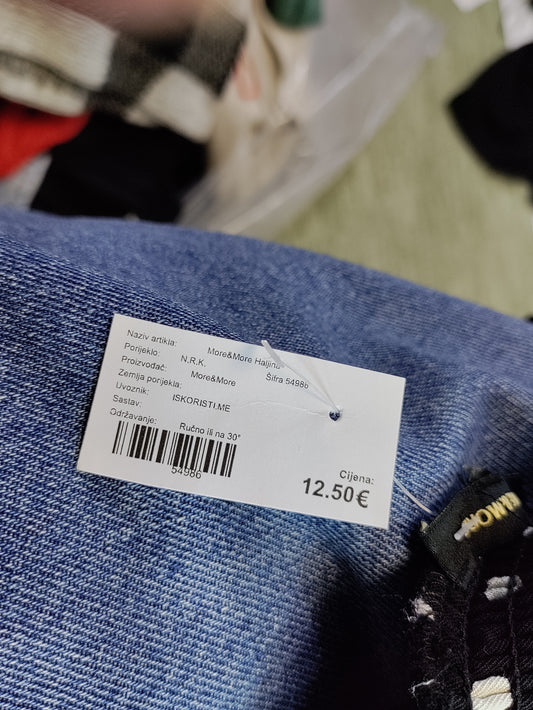 Naziv artikla: More&More Haljina
Porijeklo: N.R.K. Šifra 54986
Proizvođač: More&More
Zemlja porijekla:
Uvoznik: ISKORISTI.ME
Sastav:
Održavanje: Ručno ili na 30°
54986
Cijena:
12.50€